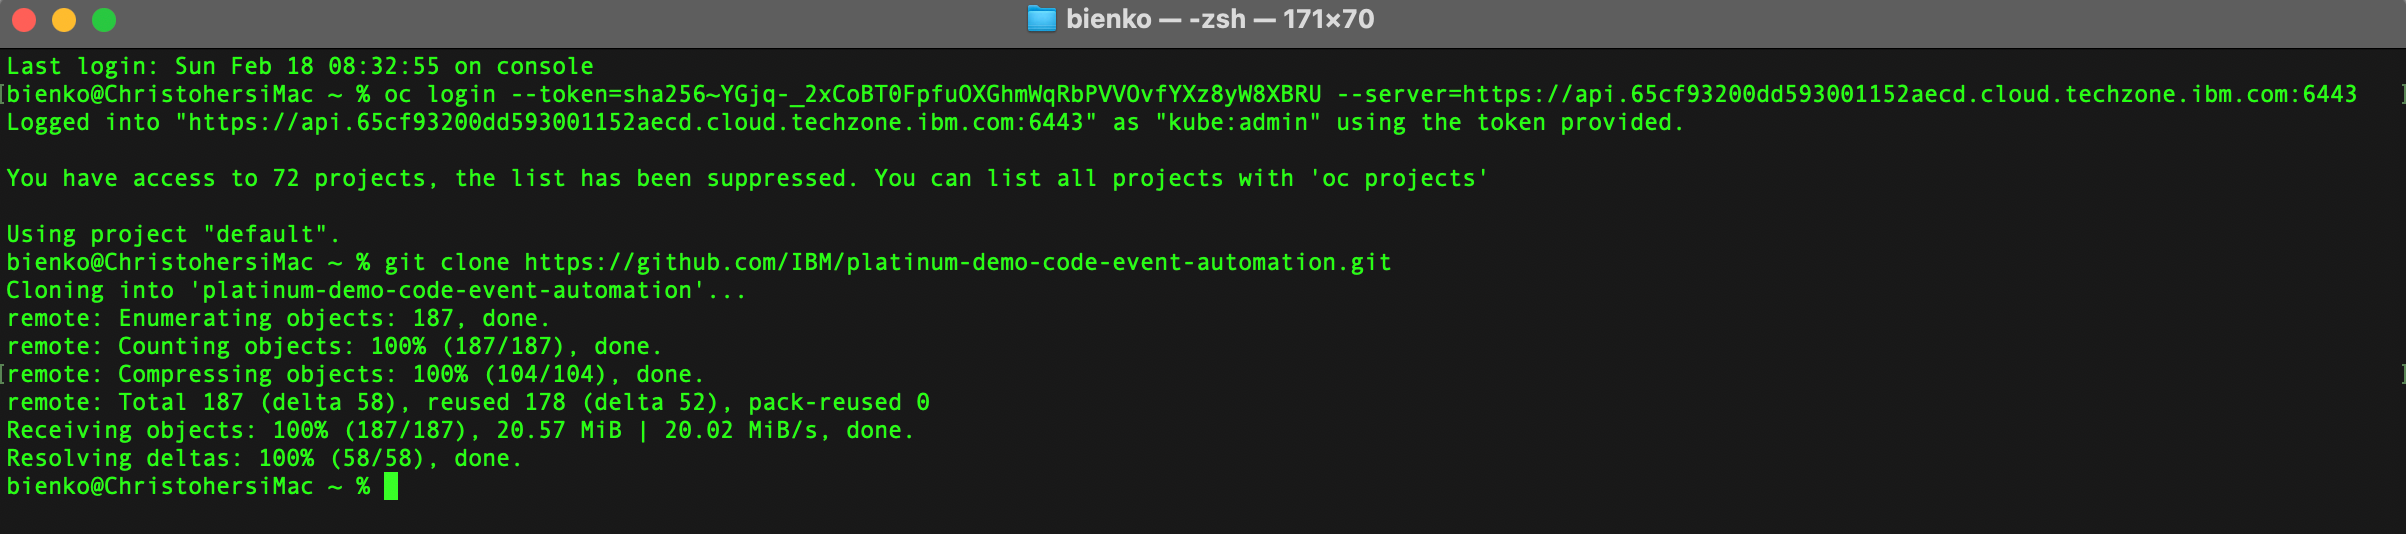 bienko — -zsh — 171×70
Last login: Sun Feb 18 08:32:55 on console
[bienko@ChristohersiMac ~ % oc login --token=sha256~YGjq-_2xCoBT0FpfuOXGhmWqRbPVVOvfYXz8yW8XBRU --server=https://api.65cf93200dd593001152aecd.cloud.techzone.ibm.com:6443 ]
Logged into "https://api.65cf93200dd593001152aecd.cloud.techzone.ibm.com:6443" as "kube:admin" using the token provided.
You have access to 72 projects, the list has been suppressed. You can list all projects with 'oc projects'
Using project "default".
bienko@ChristohersiMac ~ % git clone https://github.com/IBM/platinum-demo-code-event-automation.git
Cloning into 'platinum-demo-code-event-automation'...
remote: Enumerating objects: 187, done.
remote: Counting objects: 100% (187/187), done.
[remote: Compressing objects: 100% (104/104), done. ]
remote: Total 187 (delta 58), reused 178 (delta 52), pack-reused 0
Receiving objects: 100% (187/187), 20.57 MiB | 20.02 MiB/s, done.
Resolving deltas: 100% (58/58), done.
bienko@ChristohersiMac ~ %